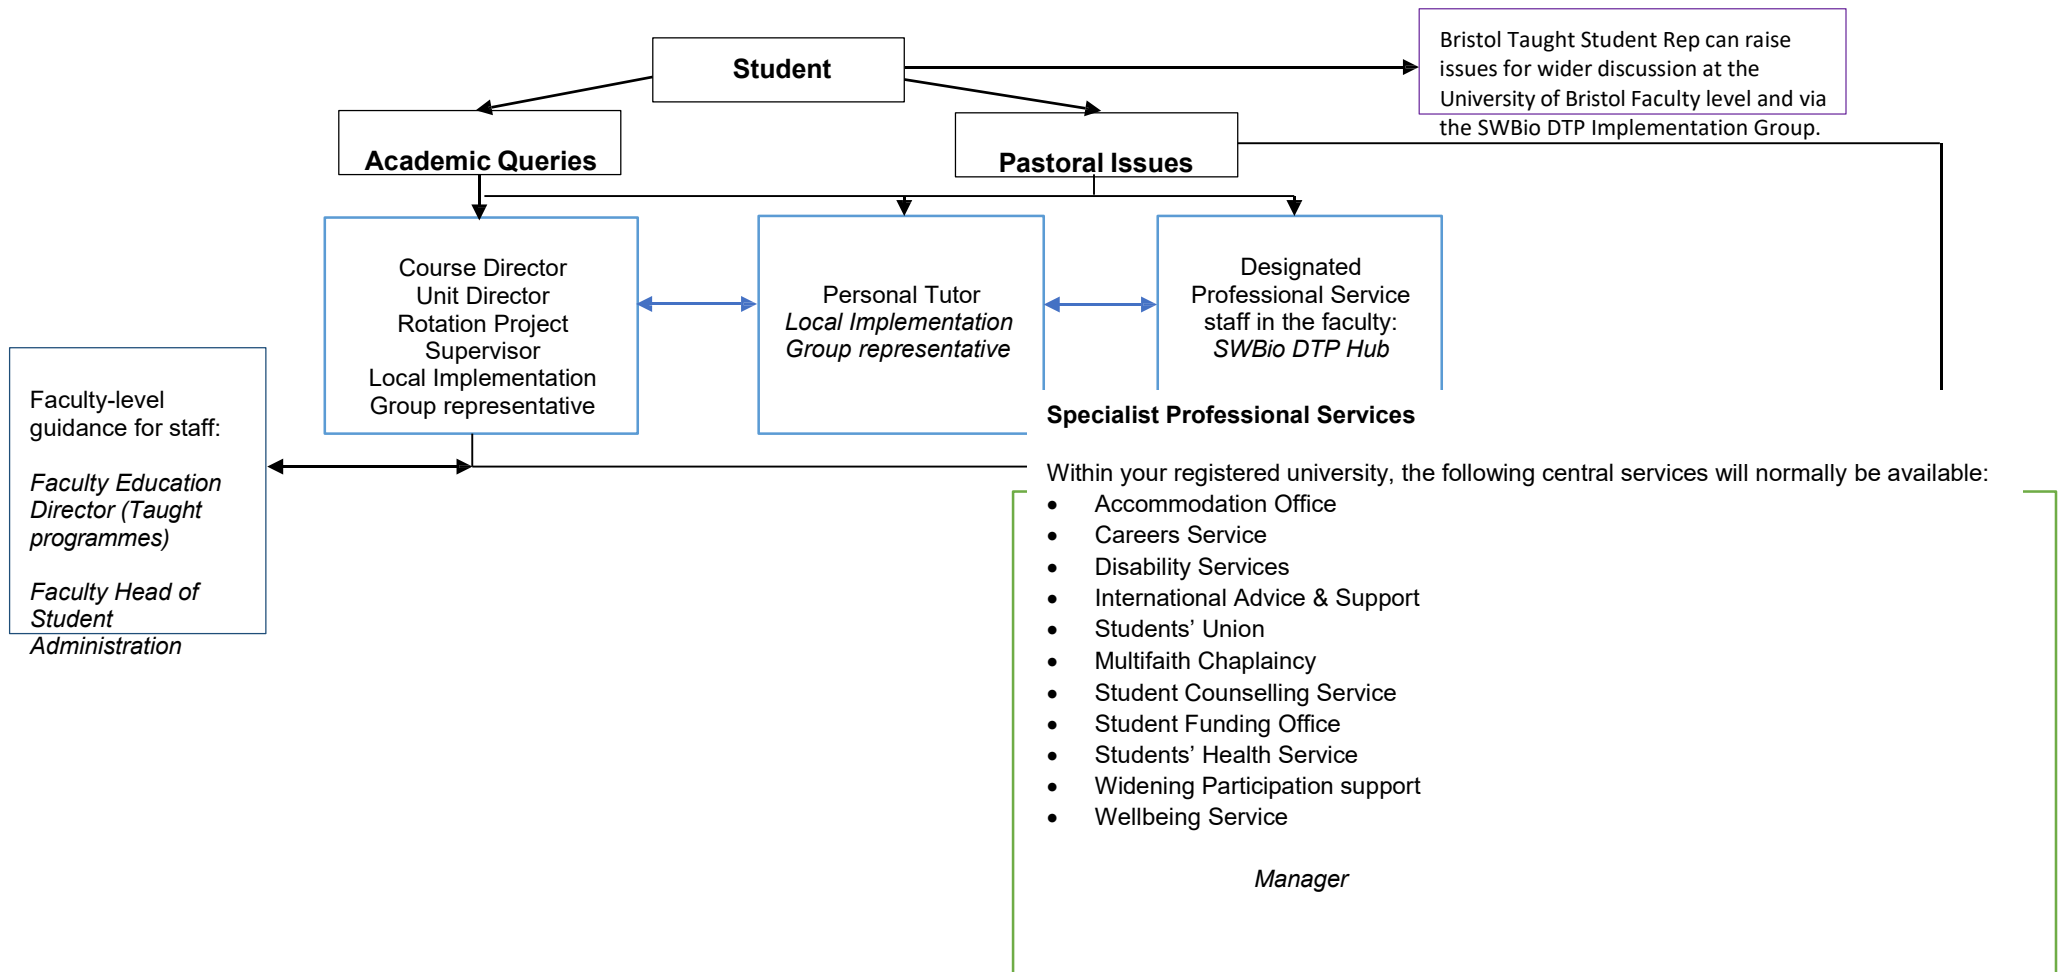 Student
Bristol Taught Student Rep can raise
issues for wider discussion at the
University of Bristol Faculty level and via
the SWBio DTP Implementation Group.
Academic Queries
Pastoral Issues
Course Director
Unit Director
Rotation Project
Supervisor
Local Implementation
Group representative
Personal Tutor
Local Implementation
Group representative
Designated
Professional Service
staff in the faculty:
SWBio DTP Hub
Faculty-level
guidance for staff:
Faculty Education
Director (Taught
programmes)
Faculty Head of
Student
Administration
Specialist Professional Services
Within your registered university, the following central services will normally be available:
• Accommodation Office
• Careers Service
• Disability Services
• International Advice & Support
• Students’ Union
• Multifaith Chaplaincy
• Student Counselling Service
• Student Funding Office
• Students’ Health Service
• Widening Participation support
• Wellbeing Service
Manager